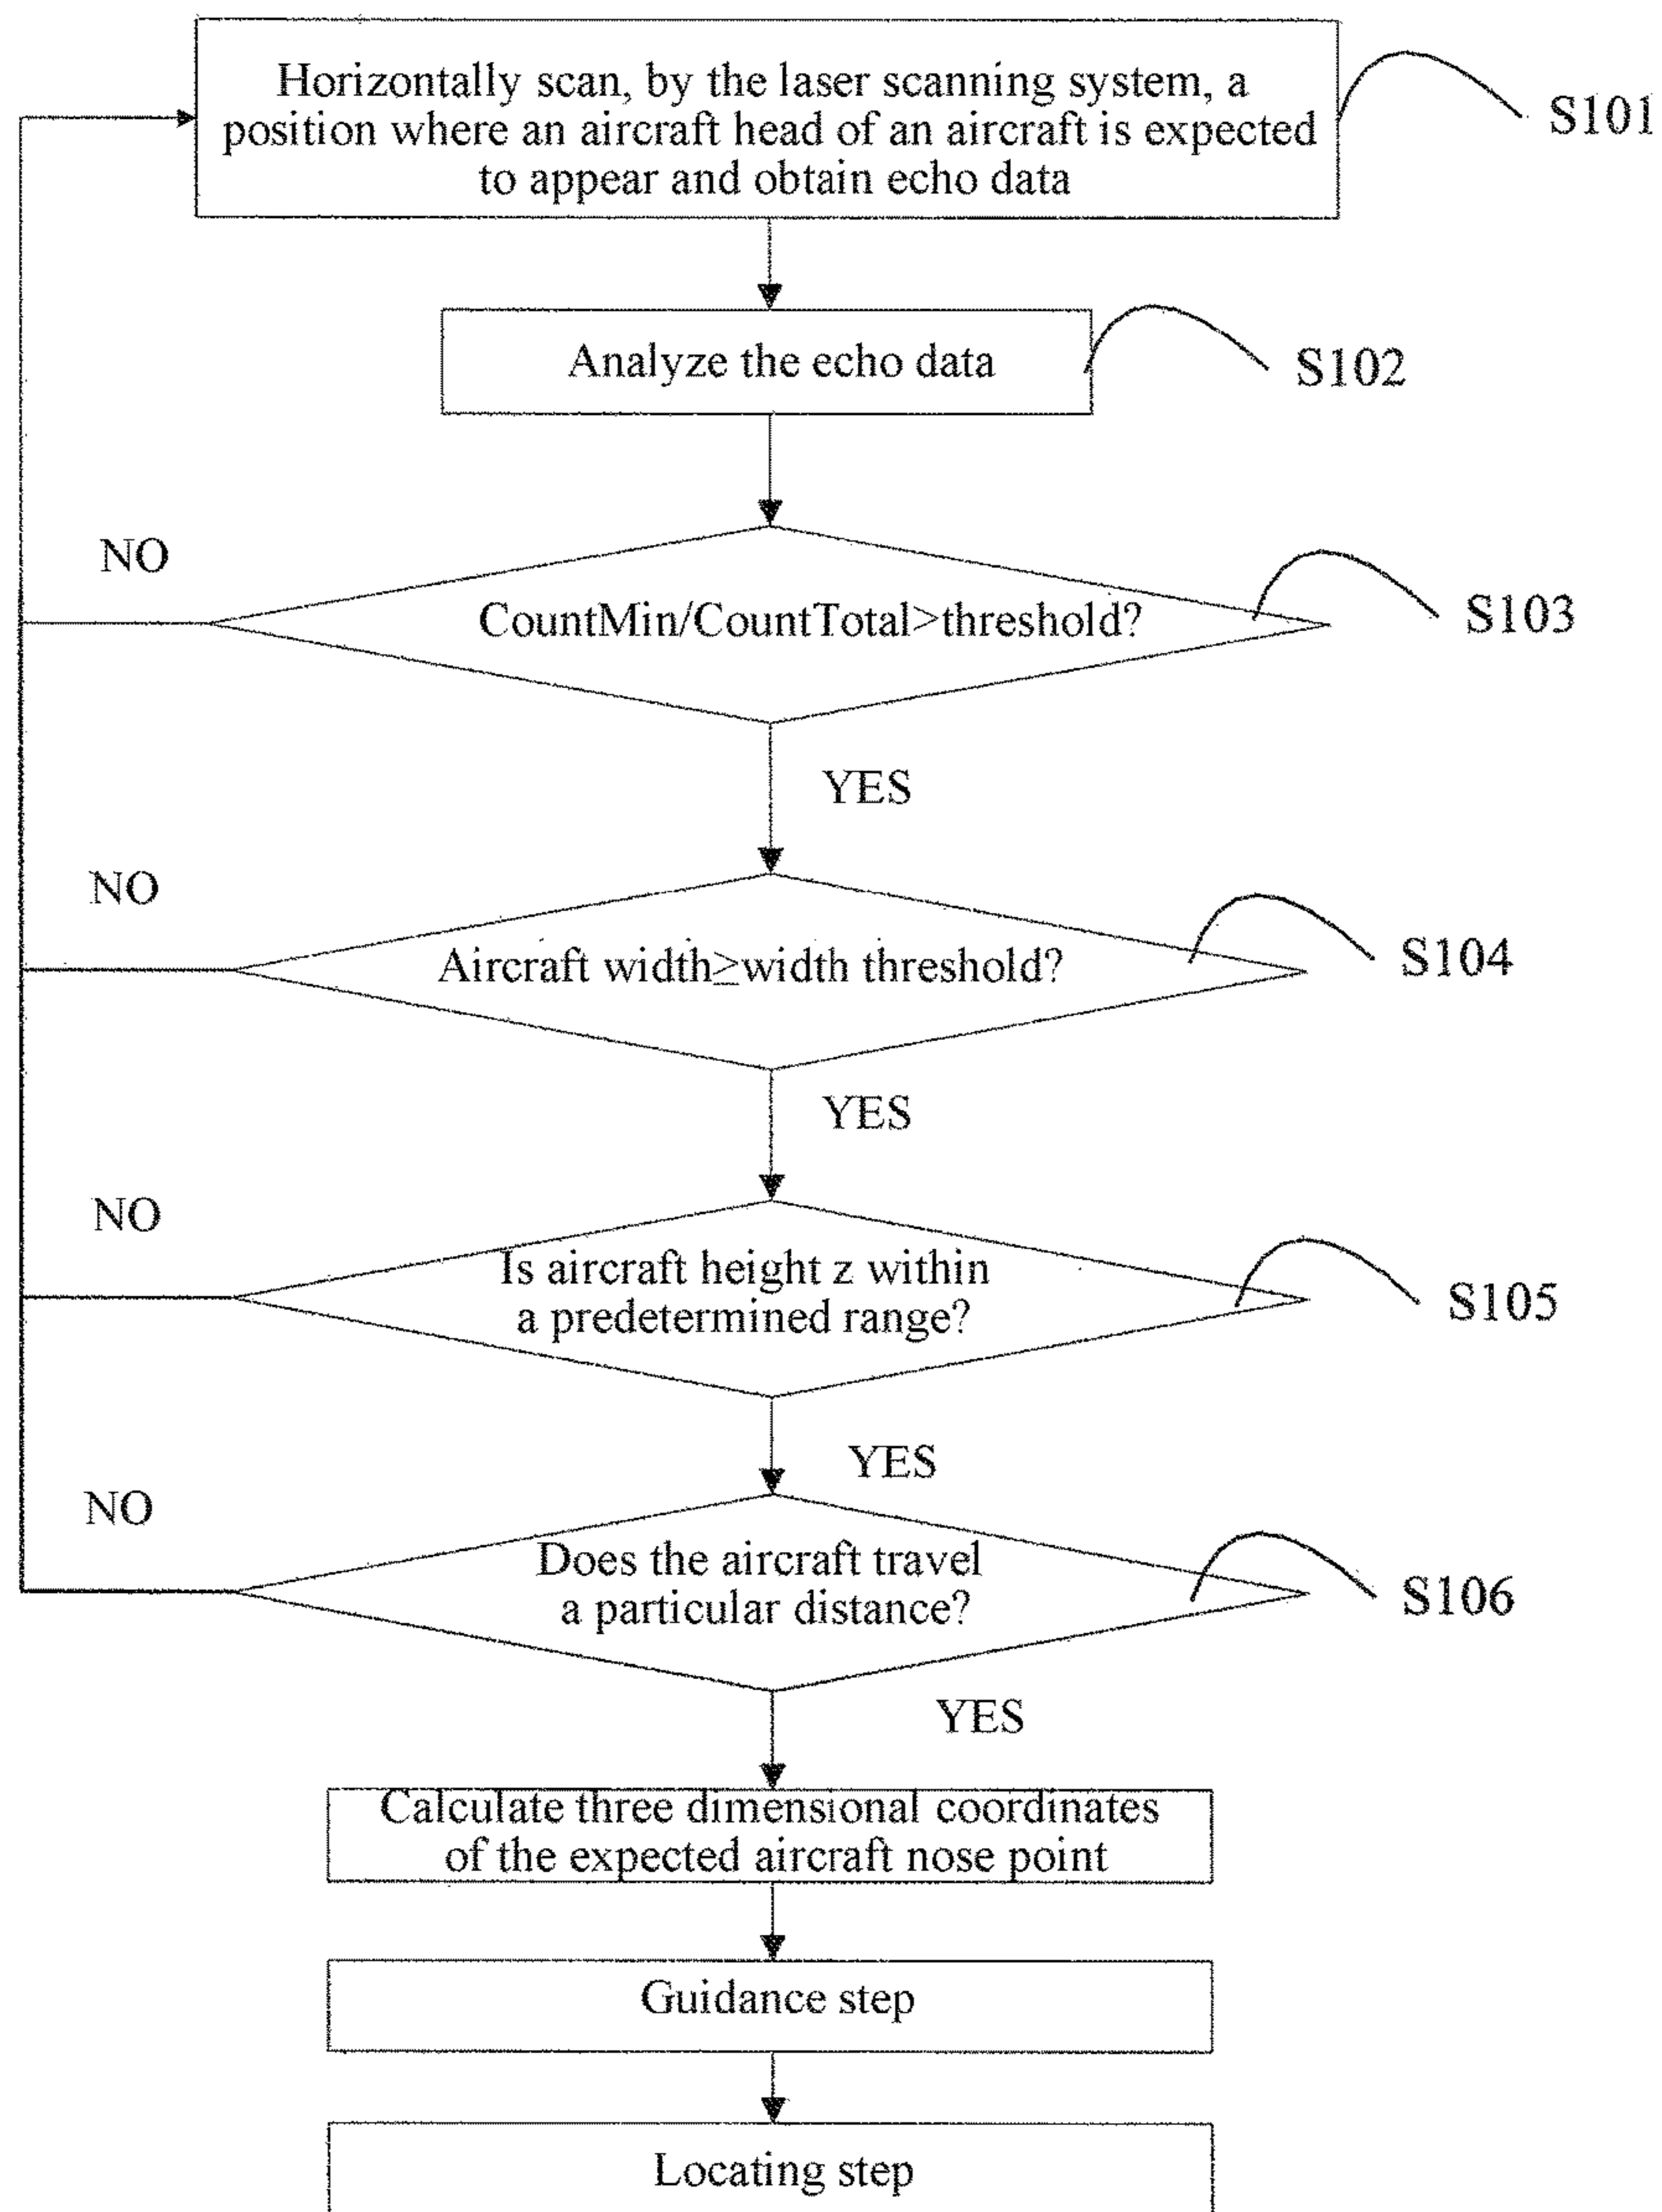 Horizontally scan, by the laser scanning system, a
position where an aircraft head of an aircraft is expected
to appear and obtain echo data
S101
Analyze the echo data
S102
NO
CountMin/CountTotal>threshold?
S103
YES
NO
Aircraft width≥width threshold?
S104
YES
NO
Is aircraft height z within
a predetermined range?
S105
YES
NO
Does the aircraft travel
a particular distance?
S106
YES
Calculate three dimensional coordinates
of the expected aircraft nose point
Guidance step
Locating step